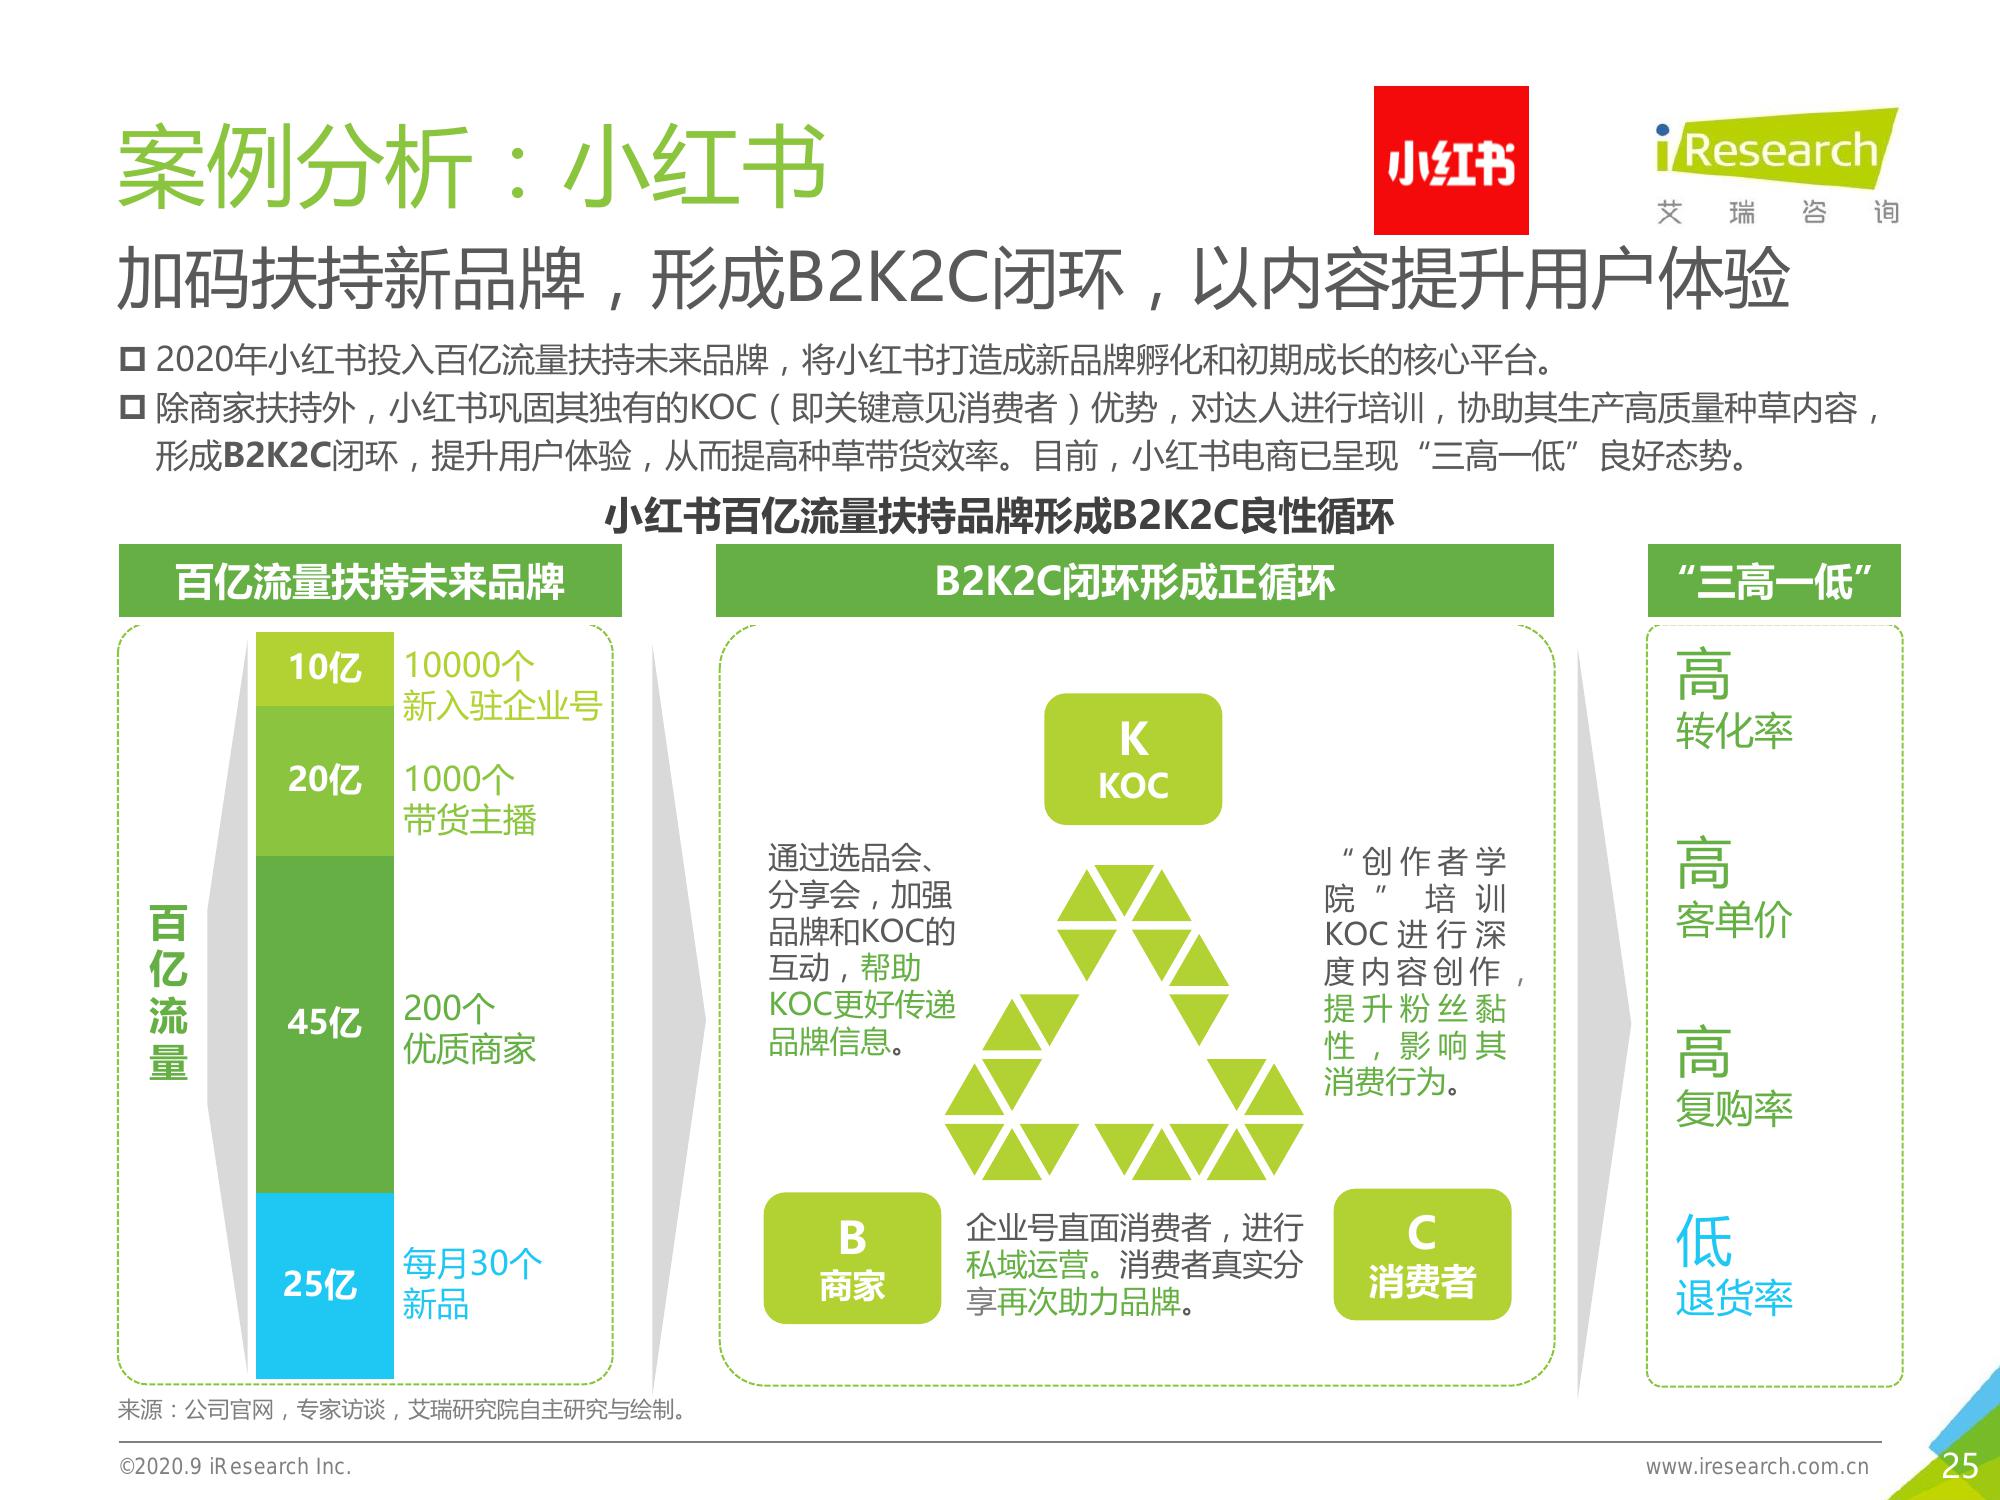 案例分析：小红书
小红书
iResearch
艾瑞咨询
加码扶持新品牌，形成B2K2C闭环，以内容提升用户体验
2020年小红书投入百亿流量扶持未来品牌，将小红书打造成新品牌孵化和初期成长的核心平台。
除商家扶持外，小红书巩固其独有的KOC（即关键意见消费者）优势，对达人进行培训，协助其生产高质量种草内容，
形成B2K2C闭环，提升用户体验，从而提高种草带货效率。目前，小红书电商已呈现“三高一低”良好态势。
小红书百亿流量扶持品牌形成B2K2C良性循环
百亿流量扶持未来品牌
百亿流量
10亿
10000个
新入驻企业号
20亿
1000个
带货主播
45亿
200个
优质商家
25亿
每月30个
新品
B2K2C闭环形成正循环
K
KOC
通过选品会、
分享会，加强
品牌和KOC的
互动，帮助
KOC更好传递
品牌信息。
“创作者学
院”培训
KOC进行深
度内容创作，
提升粉丝黏
性，影响其
消费行为。
B
商家
企业号直面消费者，进行
私域运营。消费者真实分
享再次助力品牌。
C
消费者
“三高一低”
高
转化率
高
客单价
高
复购率
低
退货率
来源：公司官网，专家访谈，艾瑞研究院自主研究与绘制。
©2020.9 iResearch Inc.
www.iresearch.com.cn
25